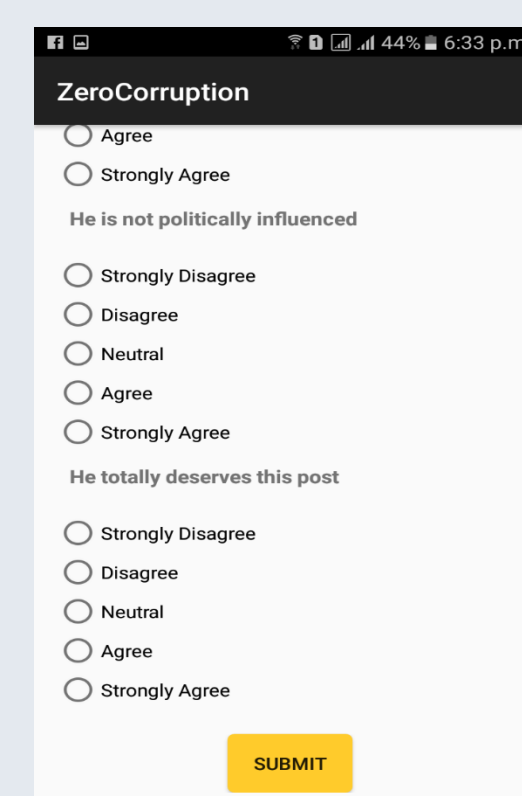 44% 6:33 p.m
ZeroCorruption
Agree
Strongly Agree
He is not politically influenced
Strongly Disagree
Disagree
Neutral
Agree
Strongly Agree
He totally deserves this post
Strongly Disagree
Disagree
Neutral
Agree
Strongly Agree
SUBMIT